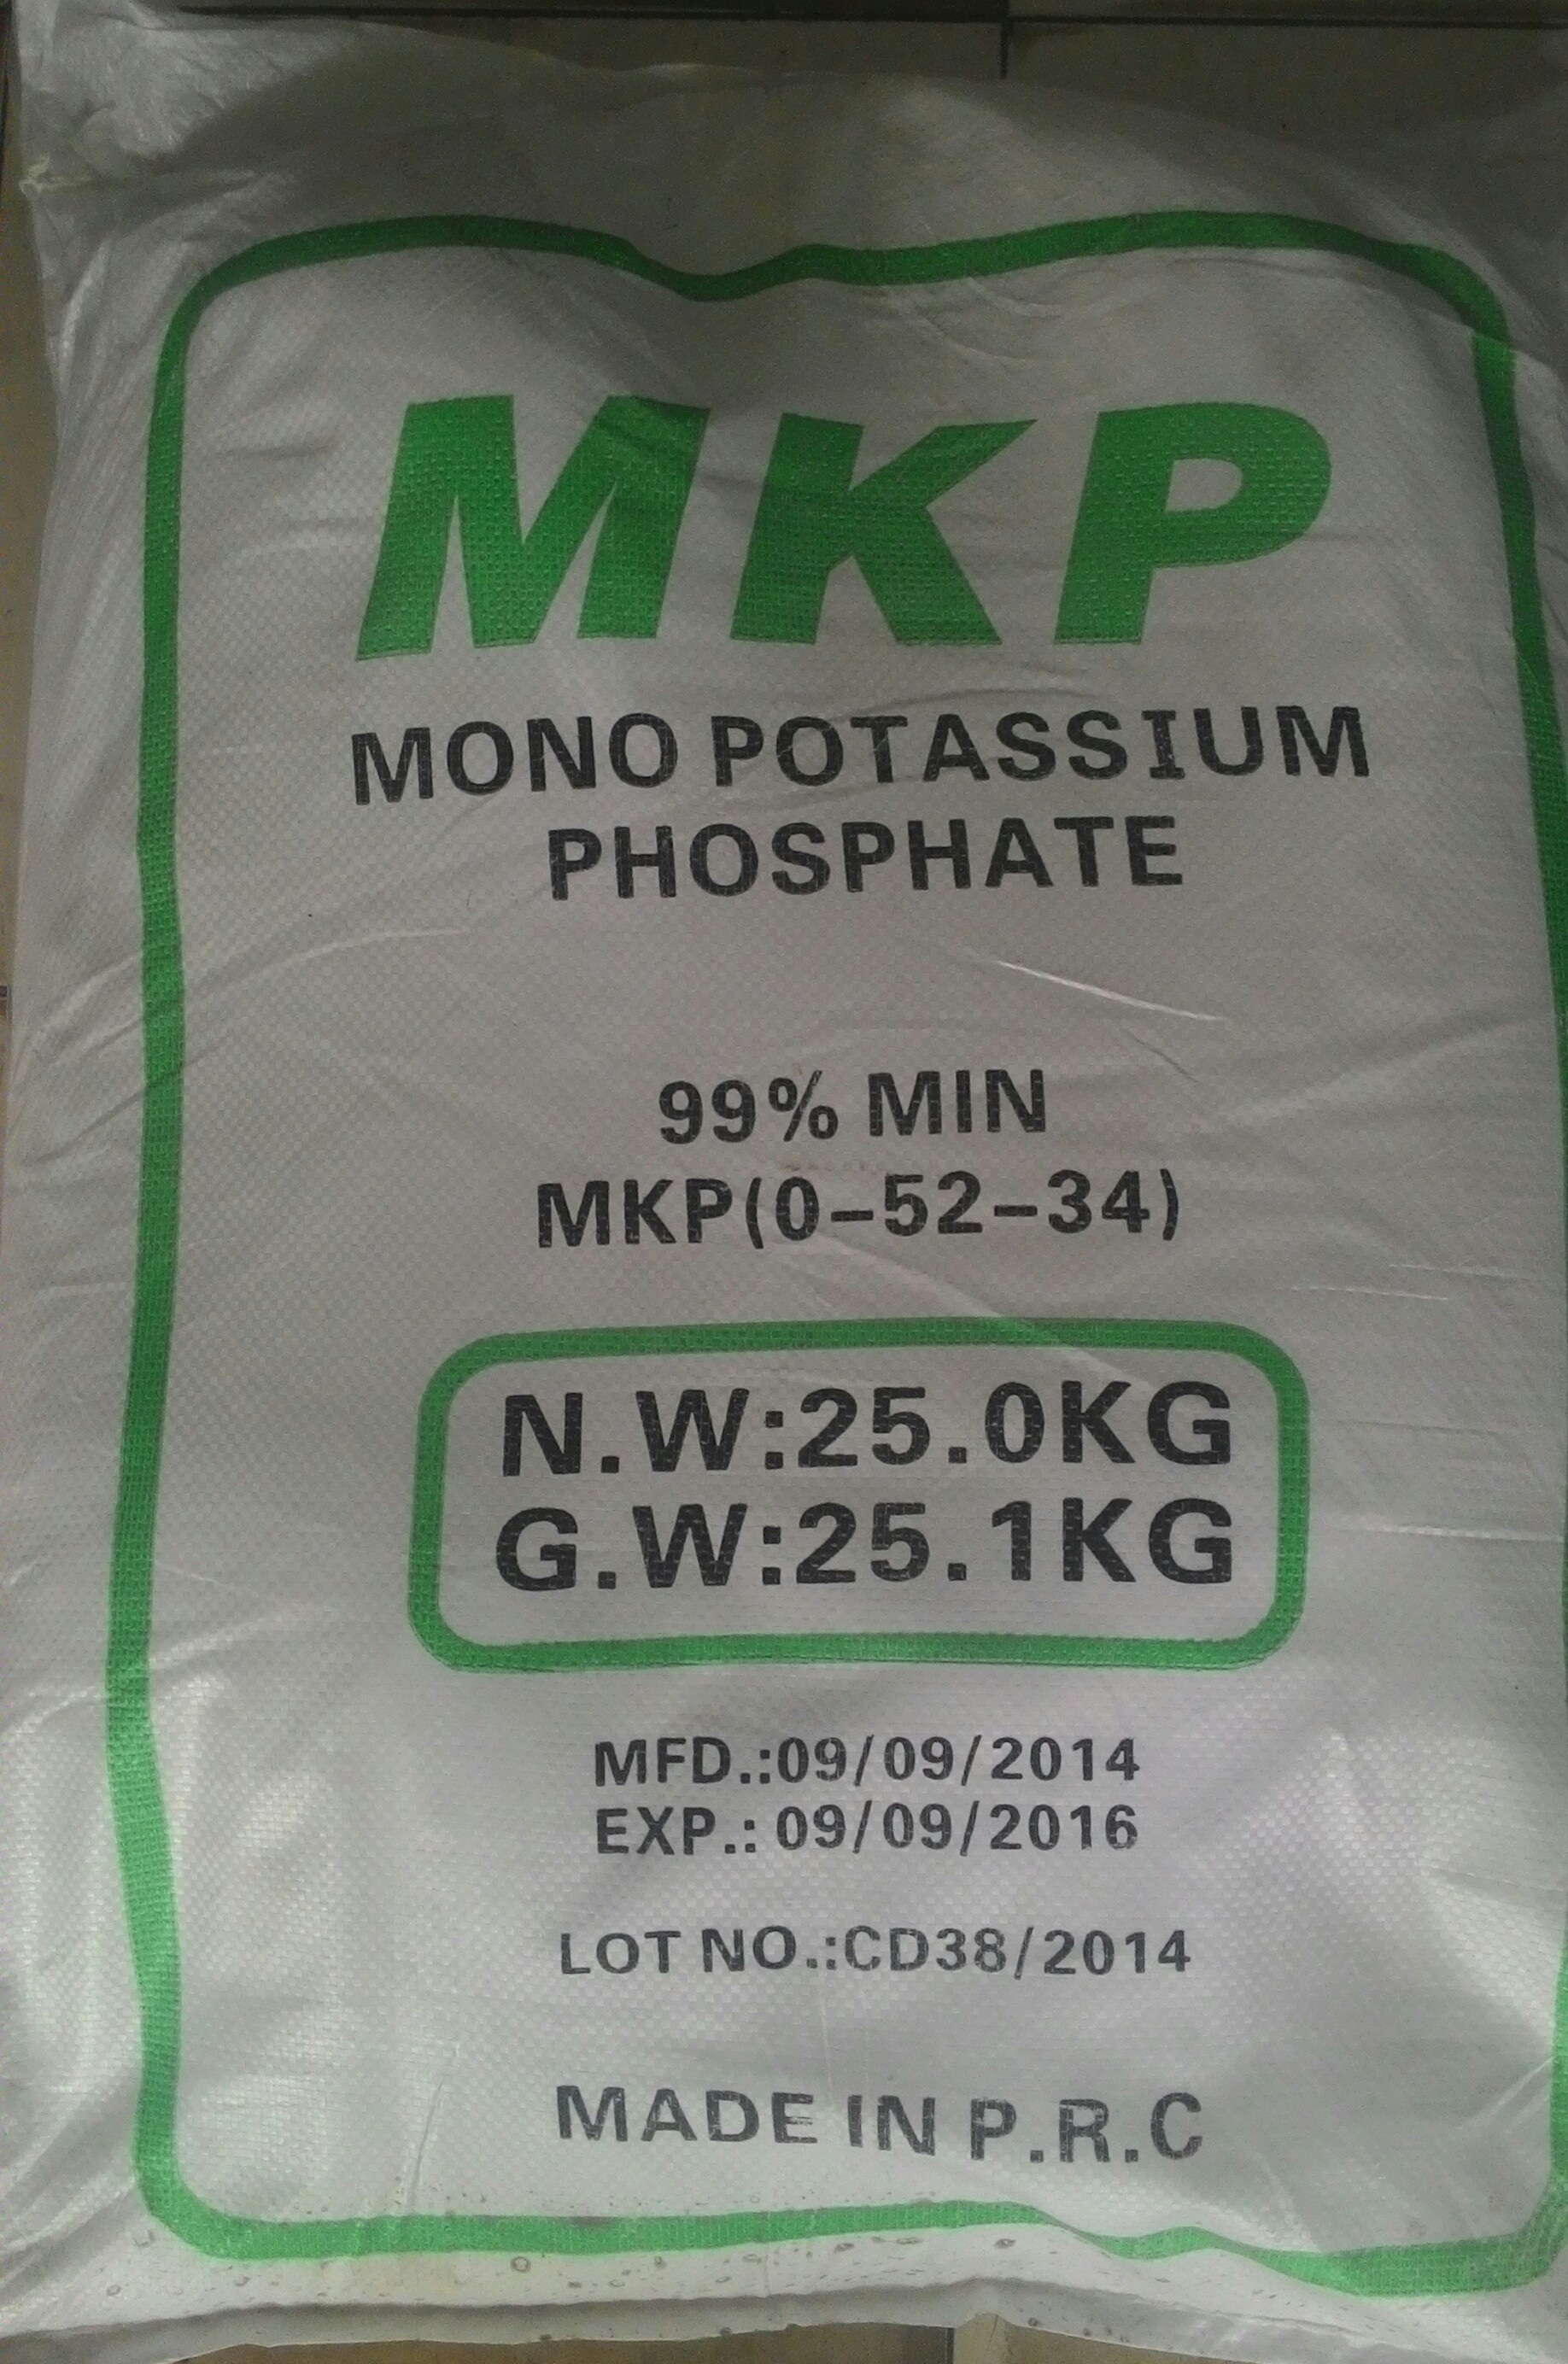 MKP
MONO POTASSIUM
PHOSPHATE
99% MIN
MKP(0-52-34)
N.W:25.0KG
G.W:25.1KG
MFD.:09/09/2014
EXP.: 09/09/2016
LOT NO.:CD38/2014
MADE IN P.R.C